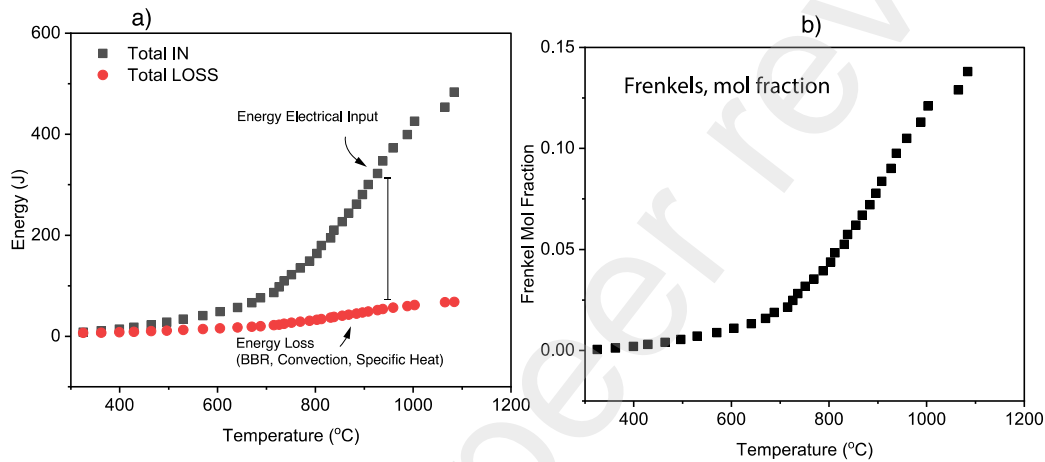 a)
600
400
200
0
Energy (J)
Total IN
Total LOSS
Energy Electrical Input
Energy Loss
(BBR, Convection, Specific Heat)
400 600 800 1000 1200
Temperature (°C)
b)
0.15
0.10
0.05
0.00
Frenkel Mol Fraction
Frenkels, mol fraction
400 600 800 1000 1200
Temperature (°C)
peer rev